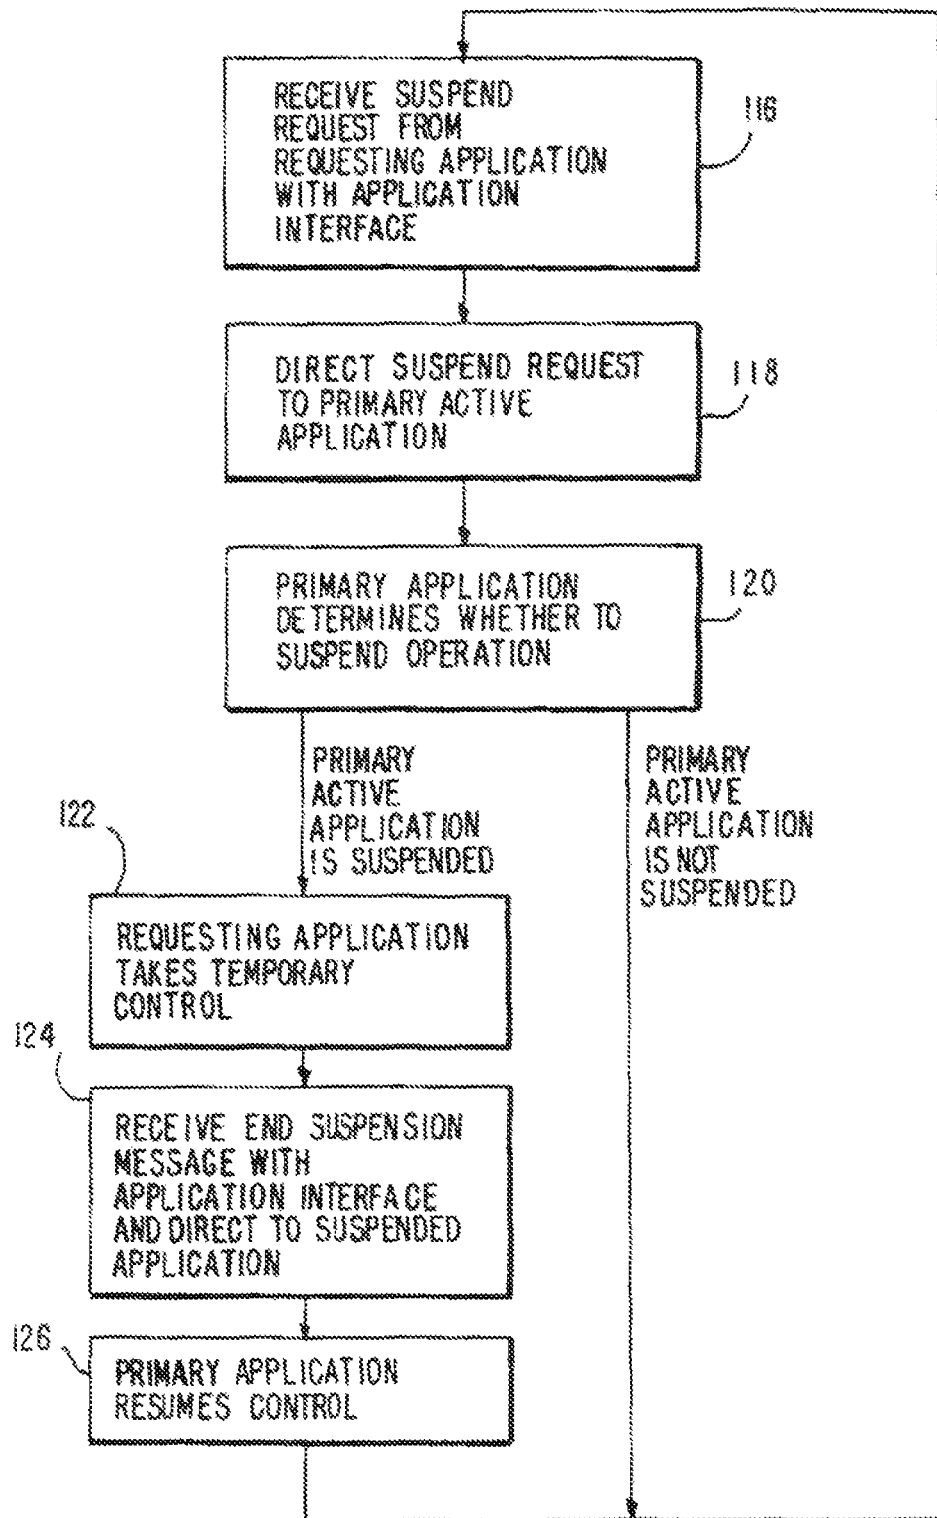 RECEIVE SUSPEND
REQUEST FROM
REQUESTING APPLICATION
WITH APPLICATION
INTERFACE
116
DIRECT SUSPEND REQUEST
TO PRIMARY ACTIVE
APPLICATION
118
PRIMARY APPLICATION
DETERMINES WHETHER TO
SUSPEND OPERATION
120
PRIMARY
ACTIVE
APPLICATION
IS SUSPENDED
PRIMARY
ACTIVE
APPLICATION
IS NOT
SUSPENDED
122
REQUESTING APPLICATION
TAKES TEMPORARY
CONTROL
124
RECEIVE END SUSPENSION
MESSAGE WITH
APPLICATION INTERFACE
AND DIRECT TO SUSPENDED
APPLICATION
126
PRIMARY APPLICATION
RESUMES CONTROL